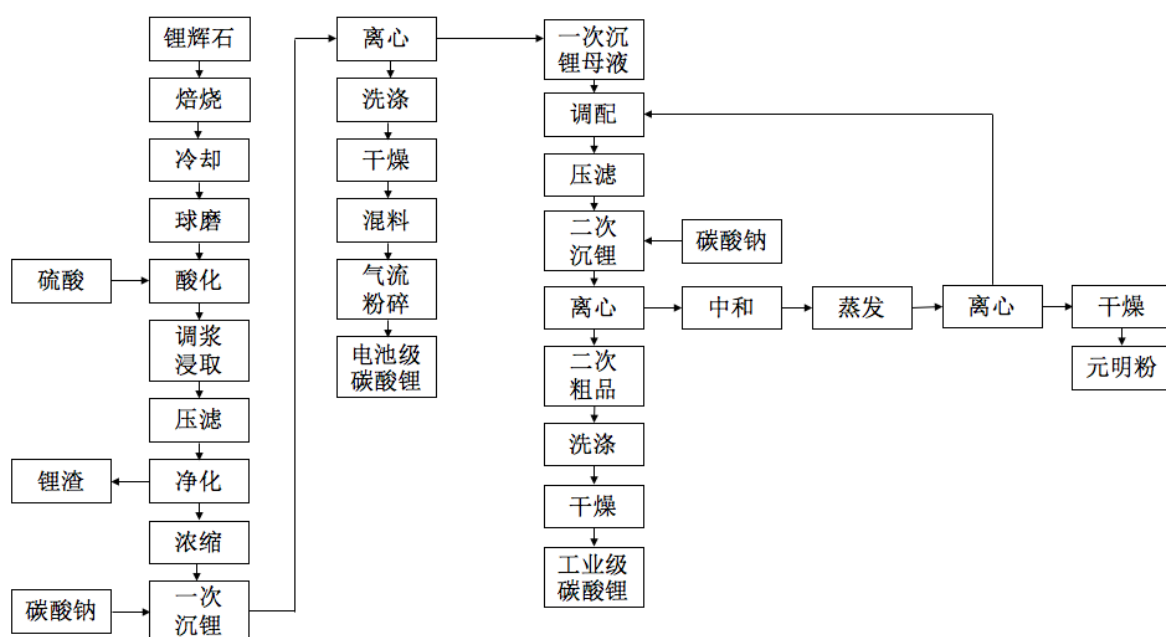 锂辉石
焙烧
冷却
球磨
硫酸
酸化
调浆
浸取
压滤
锂渣
净化
浓缩
碳酸钠
一次
沉锂
离心
洗涤
干燥
混料
气流
粉碎
电池级
碳酸锂
一次沉
锂母液
调配
压滤
二次
沉锂
碳酸钠
离心
中和
蒸发
离心
干燥
元明粉
二次
粗品
洗涤
干燥
工业级
碳酸锂